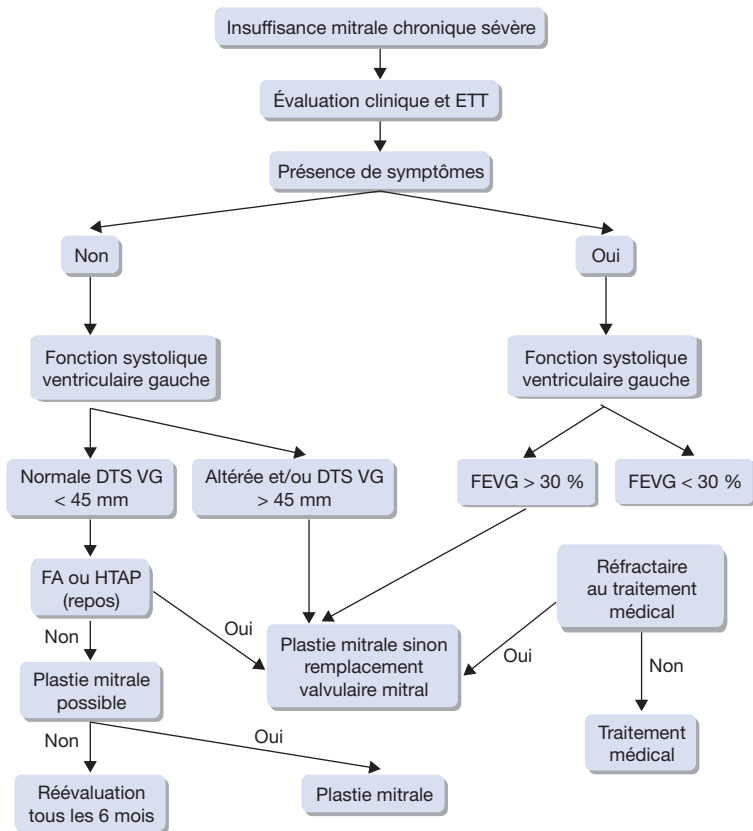 Insuffisance mitrale chronique sévère
Évaluation clinique et ETT
Présence de symptômes
Non
Oui
Fonction systolique
ventriculaire gauche
Fonction systolique
ventriculaire gauche
Normale DTS VG
< 45 mm
Altérée et/ou DTS VG
> 45 mm
FEVG > 30 %
FEVG < 30 %
FA ou HTAP
(repos)
Réfractaire
au traitement
médical
Non
Oui
Plastie mitrale sinon
remplacement
valvulaire mitral
Oui
Non
Plastie mitrale
possible
Traitement
médical
Non
Oui
Réévaluation
tous les 6 mois
Plastie mitrale